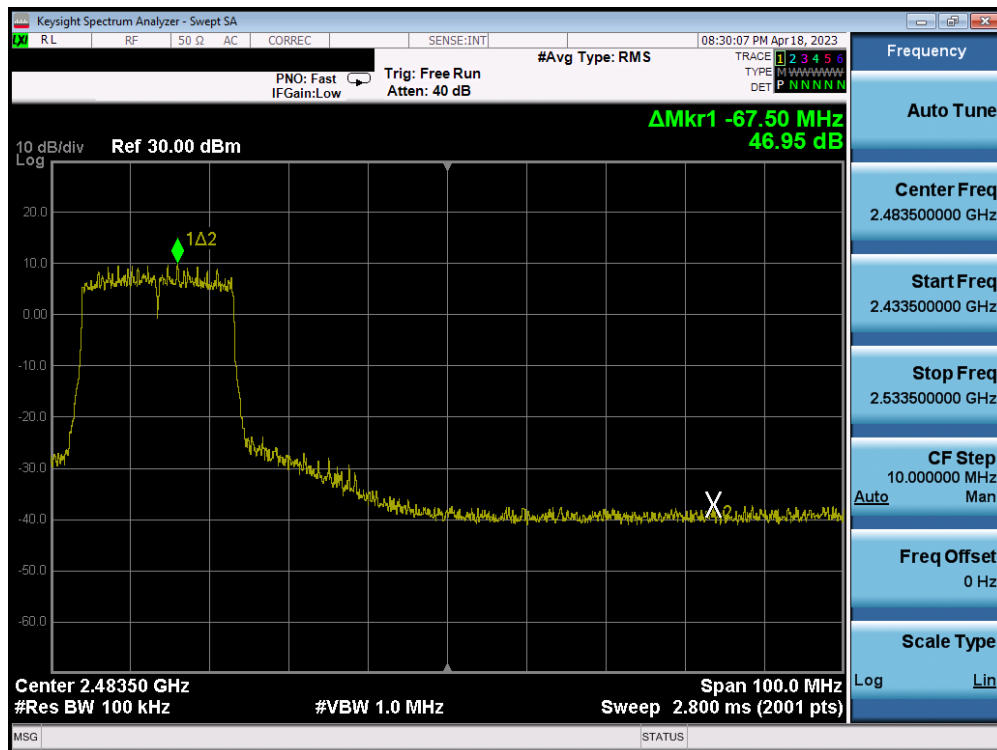 Keysight Spectrum Analyzer - Swept SA
LXI RL RF 50 Ω AC CORREC SENSE:INT 08:30:07 PM Apr 18, 2023
Frequency
#Avg Type: RMS
TRACE 1 2 3 4 5 6
PNO: Fast Trig: Free Run TYPE M W W W W W
IFGain:Low Atten: 40 dB DET P N N N N N
Auto Tune
ΔMkr1 -67.50 MHz
46.95 dB
10 dB/div Ref 30.00 dBm
Log
20.0
10.0
0.00
-10.0
-20.0
-30.0
-40.0
-50.0
-60.0
1Δ2
X2
Center Freq
2.483500000 GHz
Start Freq
2.433500000 GHz
Stop Freq
2.533500000 GHz
CF Step
10.000000 MHz
Auto Man
Freq Offset
0 Hz
Scale Type
Log Lin
Center 2.48350 GHz Span 100.0 MHz
#Res BW 100 kHz #VBW 1.0 MHz Sweep 2.800 ms (2001 pts)
MSG STATUS